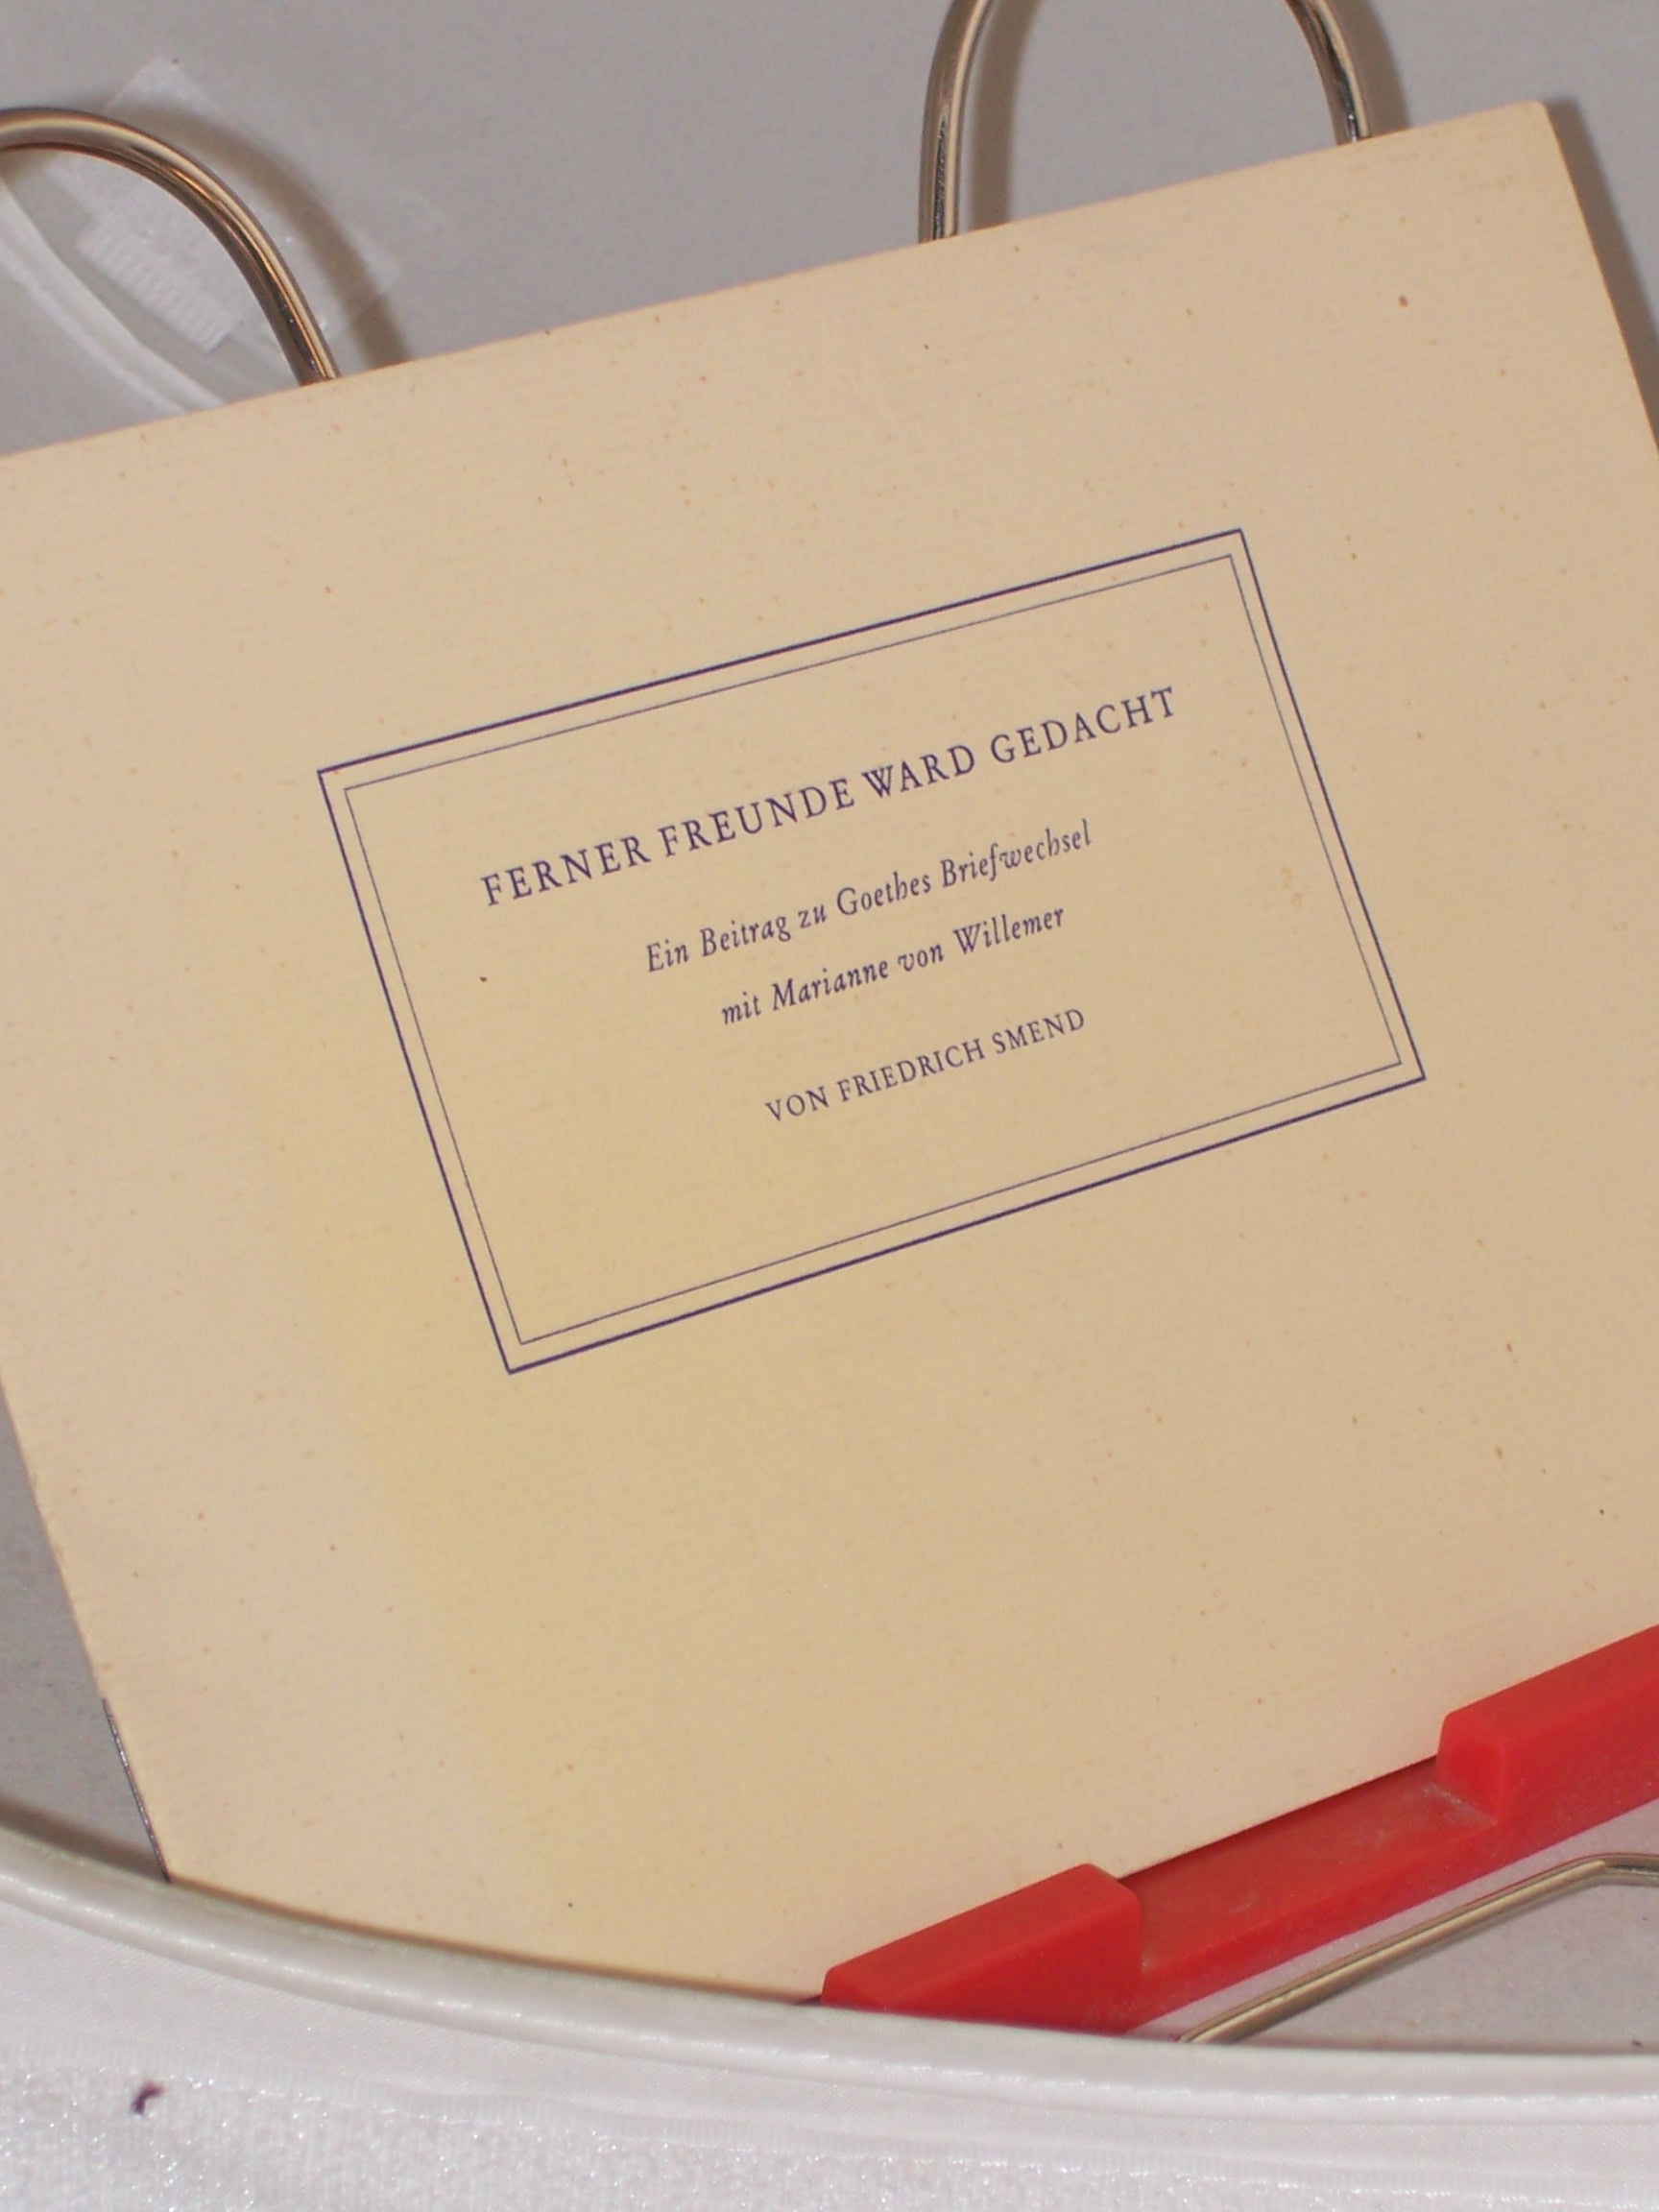 FERNER FREUNDE WARD GEDACHT
Ein Beitrag zu Goethes Briefwechsel
mit Marianne von Willemer
VON FRIEDRICH SMEND